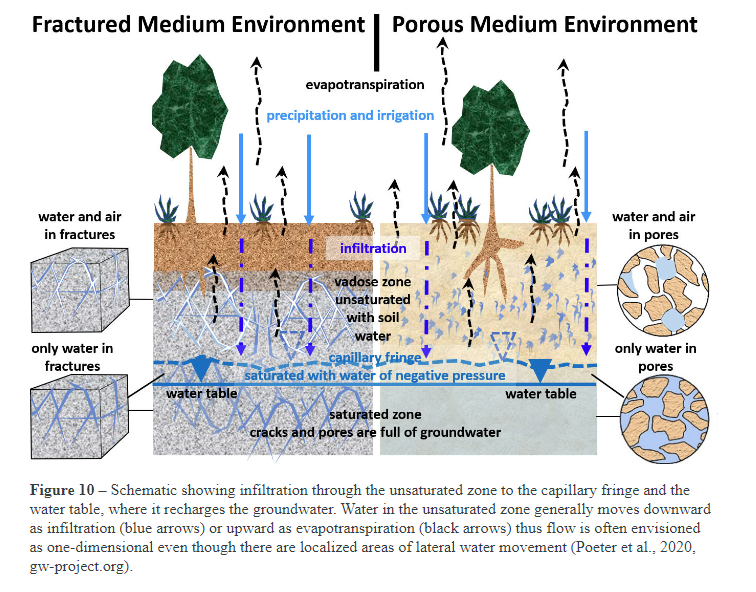 Fractured Medium Environment
Porous Medium Environment
evapotranspiration
precipitation and irrigation
water and air
in fractures
water and air
in pores
infiltration
vadose zone
unsaturated
with soil
water
only water in
fractures
only water in
pores
capillary fringe
saturated with water of negative pressure
water table
water table
saturated zone
cracks and pores are full of groundwater
Figure 10 – Schematic showing infiltration through the unsaturated zone to the capillary fringe and the
water table, where it recharges the groundwater. Water in the unsaturated zone generally moves downward
as infiltration (blue arrows) or upward as evapotranspiration (black arrows) thus flow is often envisioned
as one-dimensional even though there are localized areas of lateral water movement (Poeter et al., 2020,
gw-project.org).